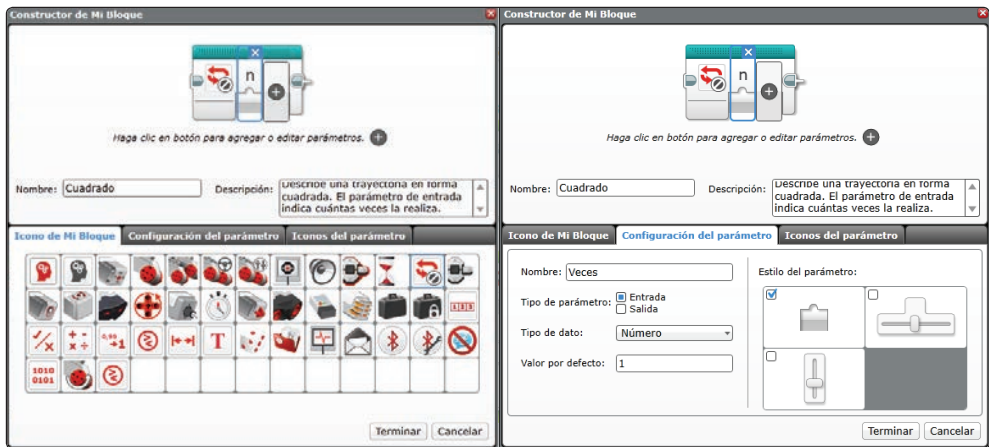 Constructor de Mi Bloque
n
Haga clic en botón para agregar o editar parámetros.
Nombre: Cuadrado
Descripción: Describe una trayectoria en forma
cuadrada. El parámetro de entrada
indica cuántas veces la realiza.
Icono de Mi Bloque Configuración del parámetro Iconos del parámetro
T
1010
0101
Terminar Cancelar
Constructor de Mi Bloque
n
Haga clic en botón para agregar o editar parámetros.
Nombre: Cuadrado
Descripción: Describe una trayectoria en forma
cuadrada. El parámetro de entrada
indica cuántas veces la realiza.
Icono de Mi Bloque Configuración del parámetro Iconos del parámetro
Nombre: Veces
Estilo del parámetro:
Tipo de parámetro: Entrada
Salida
Tipo de dato: Número
Valor por defecto: 1
Terminar Cancelar